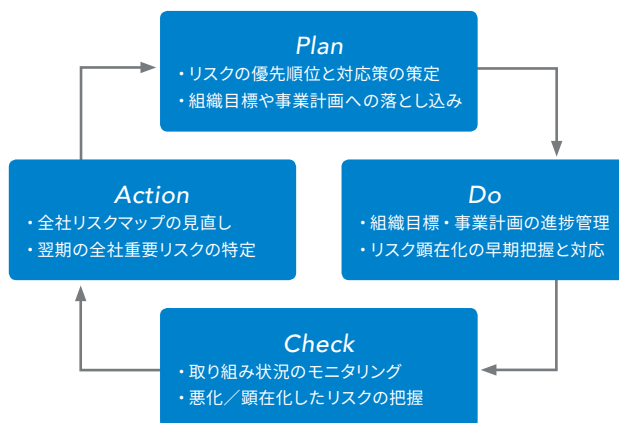 Plan
・リスクの優先順位と対応策の策定
・組織目標や事業計画への落とし込み
Action
・全社リスクマップの見直し
・翌期の全社重要リスクの特定
Do
・組織目標・事業計画の進捗管理
・リスク顕在化の早期把握と対応
Check
・取り組み状況のモニタリング
・悪化／顕在化したリスクの把握